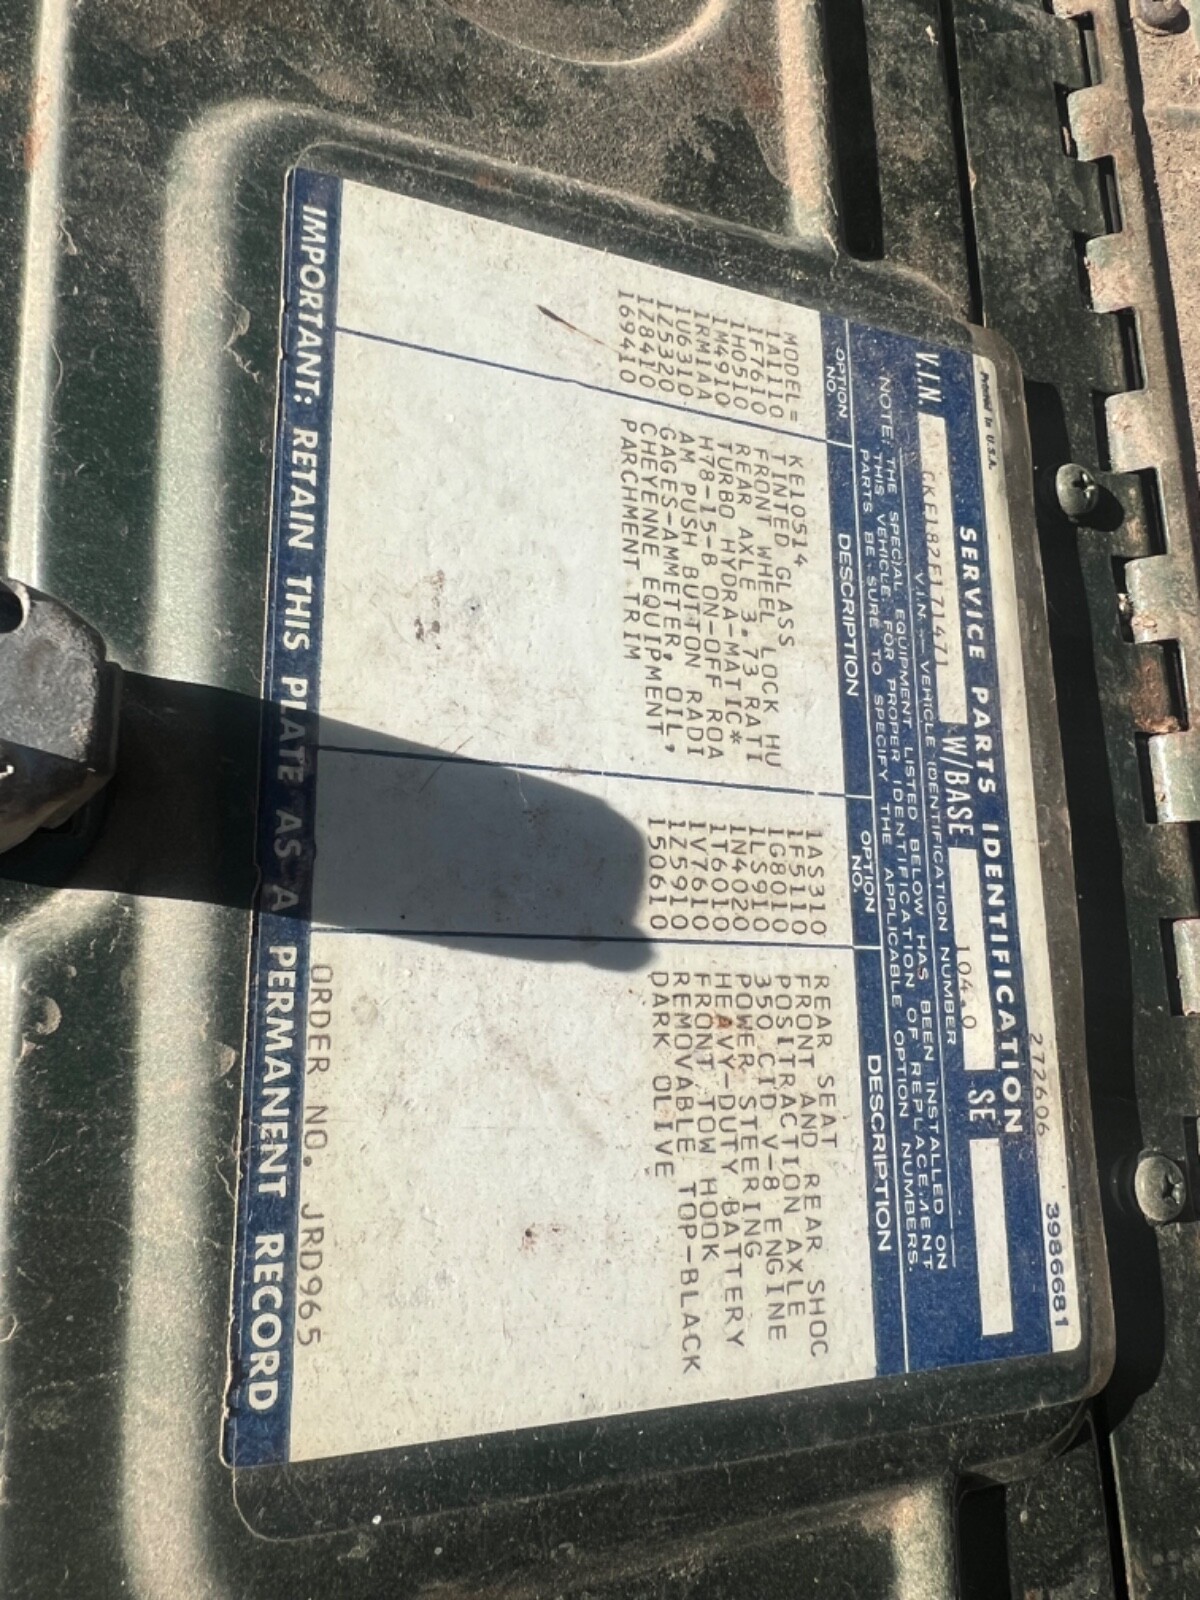 272606 3986681
Printed in U.S.A. SERVICE PARTS IDENTIFICATION
V.I.N. CKE182F171471 W/BASE 104.0 SE
V.I.N. — VEHICLE IDENTIFICATION NUMBER
NOTE: THE SPECIAL EQUIPMENT LISTED BELOW HAS BEEN INSTALLED ON
THIS VEHICLE. FOR PROPER IDENTIFICATION OF REPLACEMENT
PARTS BE SURE TO SPECIFY THE APPLICABLE OPTION NUMBERS.
OPTION NO. DESCRIPTION OPTION NO. DESCRIPTION
MODEL= KE10514 1AS310 REAR SEAT
1A1110 TINTED GLASS 1F5110 FRONT AND REAR SHOC
1F7610 FRONT WHEEL LOCK HU 1G8010 POSITRACTION AXLE
1H0510 REAR AXLE 3.73 RATI 1LS910 350 CID V-8 ENGINE
1M4910 TURBO HYDRA-MATIC* 1N4020 POWER STEERING
1RM1AA H78-15-B ON-OFF ROA 1T6010 HEAVY-DUTY BATTERY
1U6310 AM PUSH BUTTON RADI 1V7610 FRONT TOW HOOK
1Z5320 GAGES-AMMETER, OIL, 1Z5910 REMOVABLE TOP-BLACK
1Z8410 CHEYENNE EQUIPMENT 150610 DARK OLIVE
169410 PARCHMENT TRIM
ORDER NO. JRD965
IMPORTANT: RETAIN THIS PLATE AS A PERMANENT RECORD